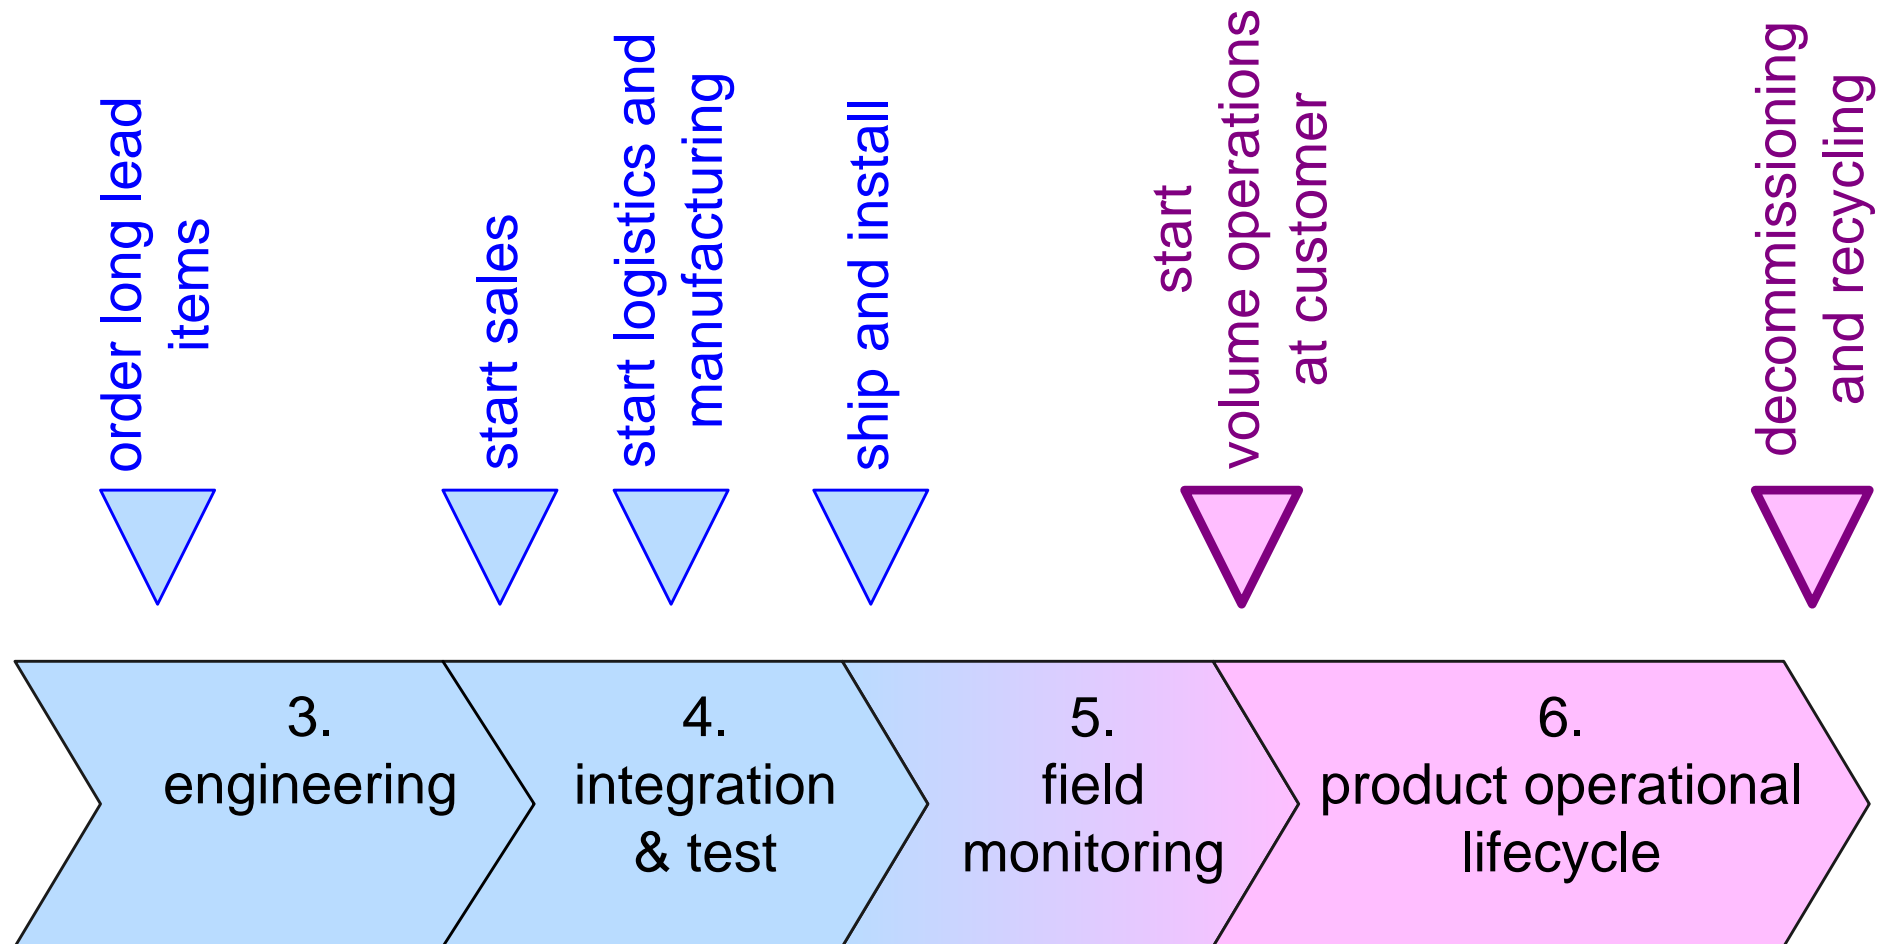 order long lead
items
start sales
start logistics and
manufacturing
ship and install
start
volume operations
at customer
decommissioning
and recycling
3.
engineering
4.
integration
& test
5.
field
monitoring
6.
product operational
lifecycle